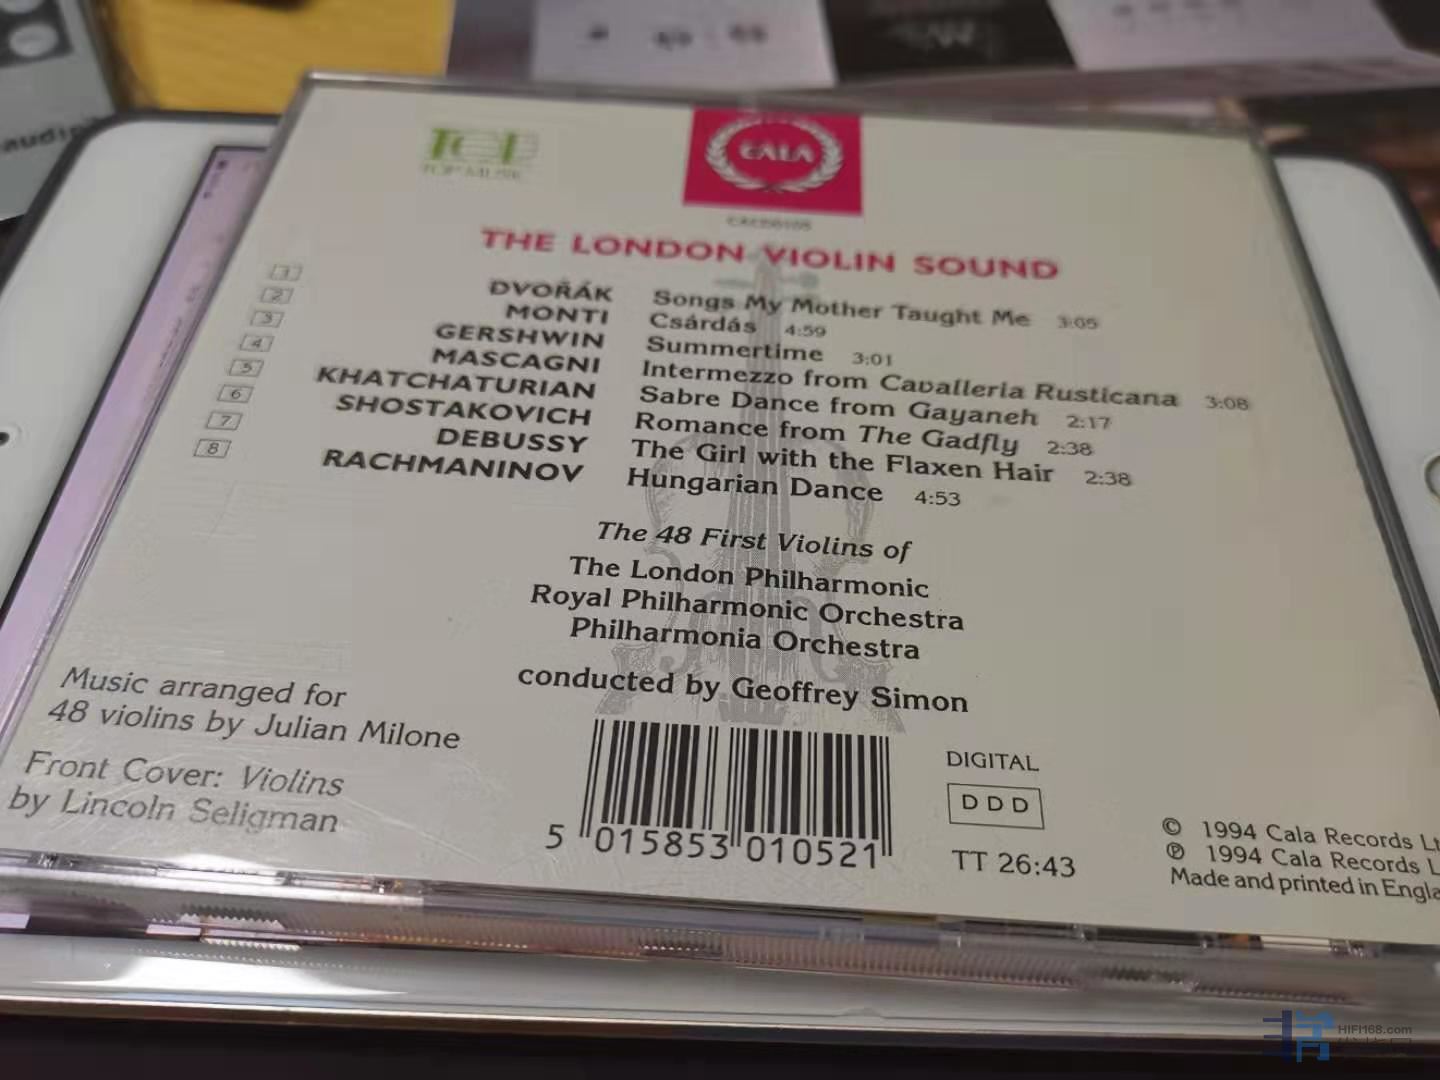 TOP MUSIC
CALA
CACD0105
THE LONDON VIOLIN SOUND
1 DVOŘÁK Songs My Mother Taught Me 3:05
2 MONTI Csárdás 4:59
3 GERSHWIN Summertime 3:01
4 MASCAGNI Intermezzo from Cavalleria Rusticana 3:08
5 KHATCHATURIAN Sabre Dance from Gayaneh 2:17
6 SHOSTAKOVICH Romance from The Gadfly 2:38
7 DEBUSSY The Girl with the Flaxen Hair 2:38
8 RACHMANINOV Hungarian Dance 4:53
The 48 First Violins of
The London Philharmonic
Royal Philharmonic Orchestra
Philharmonia Orchestra
conducted by Geoffrey Simon
Music arranged for
48 violins by Julian Milone
Front Cover: Violins
by Lincoln Seligman
5 015853 010521
DIGITAL
DDD
TT 26:43
© 1994 Cala Records Lt
℗ 1994 Cala Records L
Made and printed in Engla
HIFI168.com